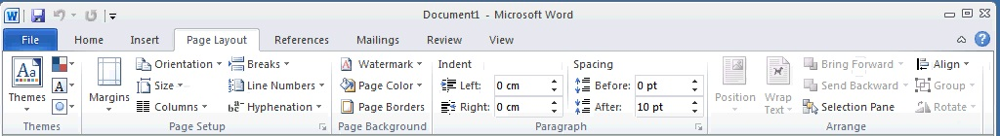 Document1 - Microsoft Word
File Home Insert Page Layout References Mailings Review View
Orientation Breaks Watermark Indent Spacing Bring Forward Align
Size Line Numbers Page Color Left: 0 cm Before: 0 pt Send Backward Group
Themes Margins Columns Hyphenation Page Borders Right: 0 cm After: 10 pt Position Wrap Text Selection Pane Rotate
Themes Page Setup Page Background Paragraph Arrange